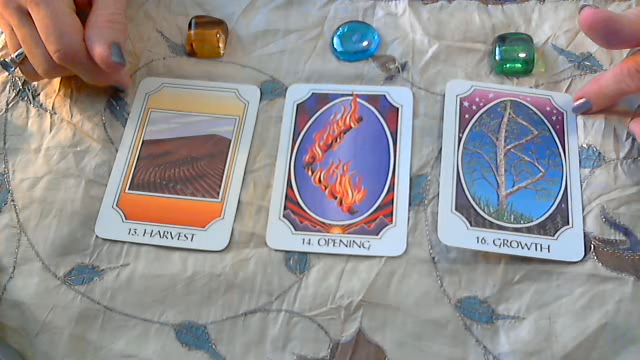 13. HARVEST
14. OPENING
16. GROWTH